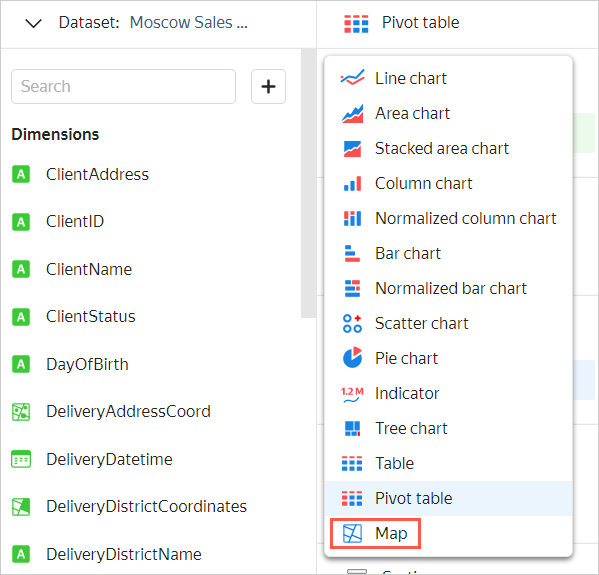 Dataset: Moscow Sales ...
Search
Dimensions
A ClientAddress
A ClientID
A ClientName
A ClientStatus
A DayOfBirth
DeliveryAddressCoord
DeliveryDatetime
DeliveryDistrictCoordinates
A DeliveryDistrictName
Pivot table
Line chart
Area chart
Stacked area chart
Column chart
Normalized column chart
Bar chart
Normalized bar chart
Scatter chart
Pie chart
1.2 M Indicator
Tree chart
Table
Pivot table
Map